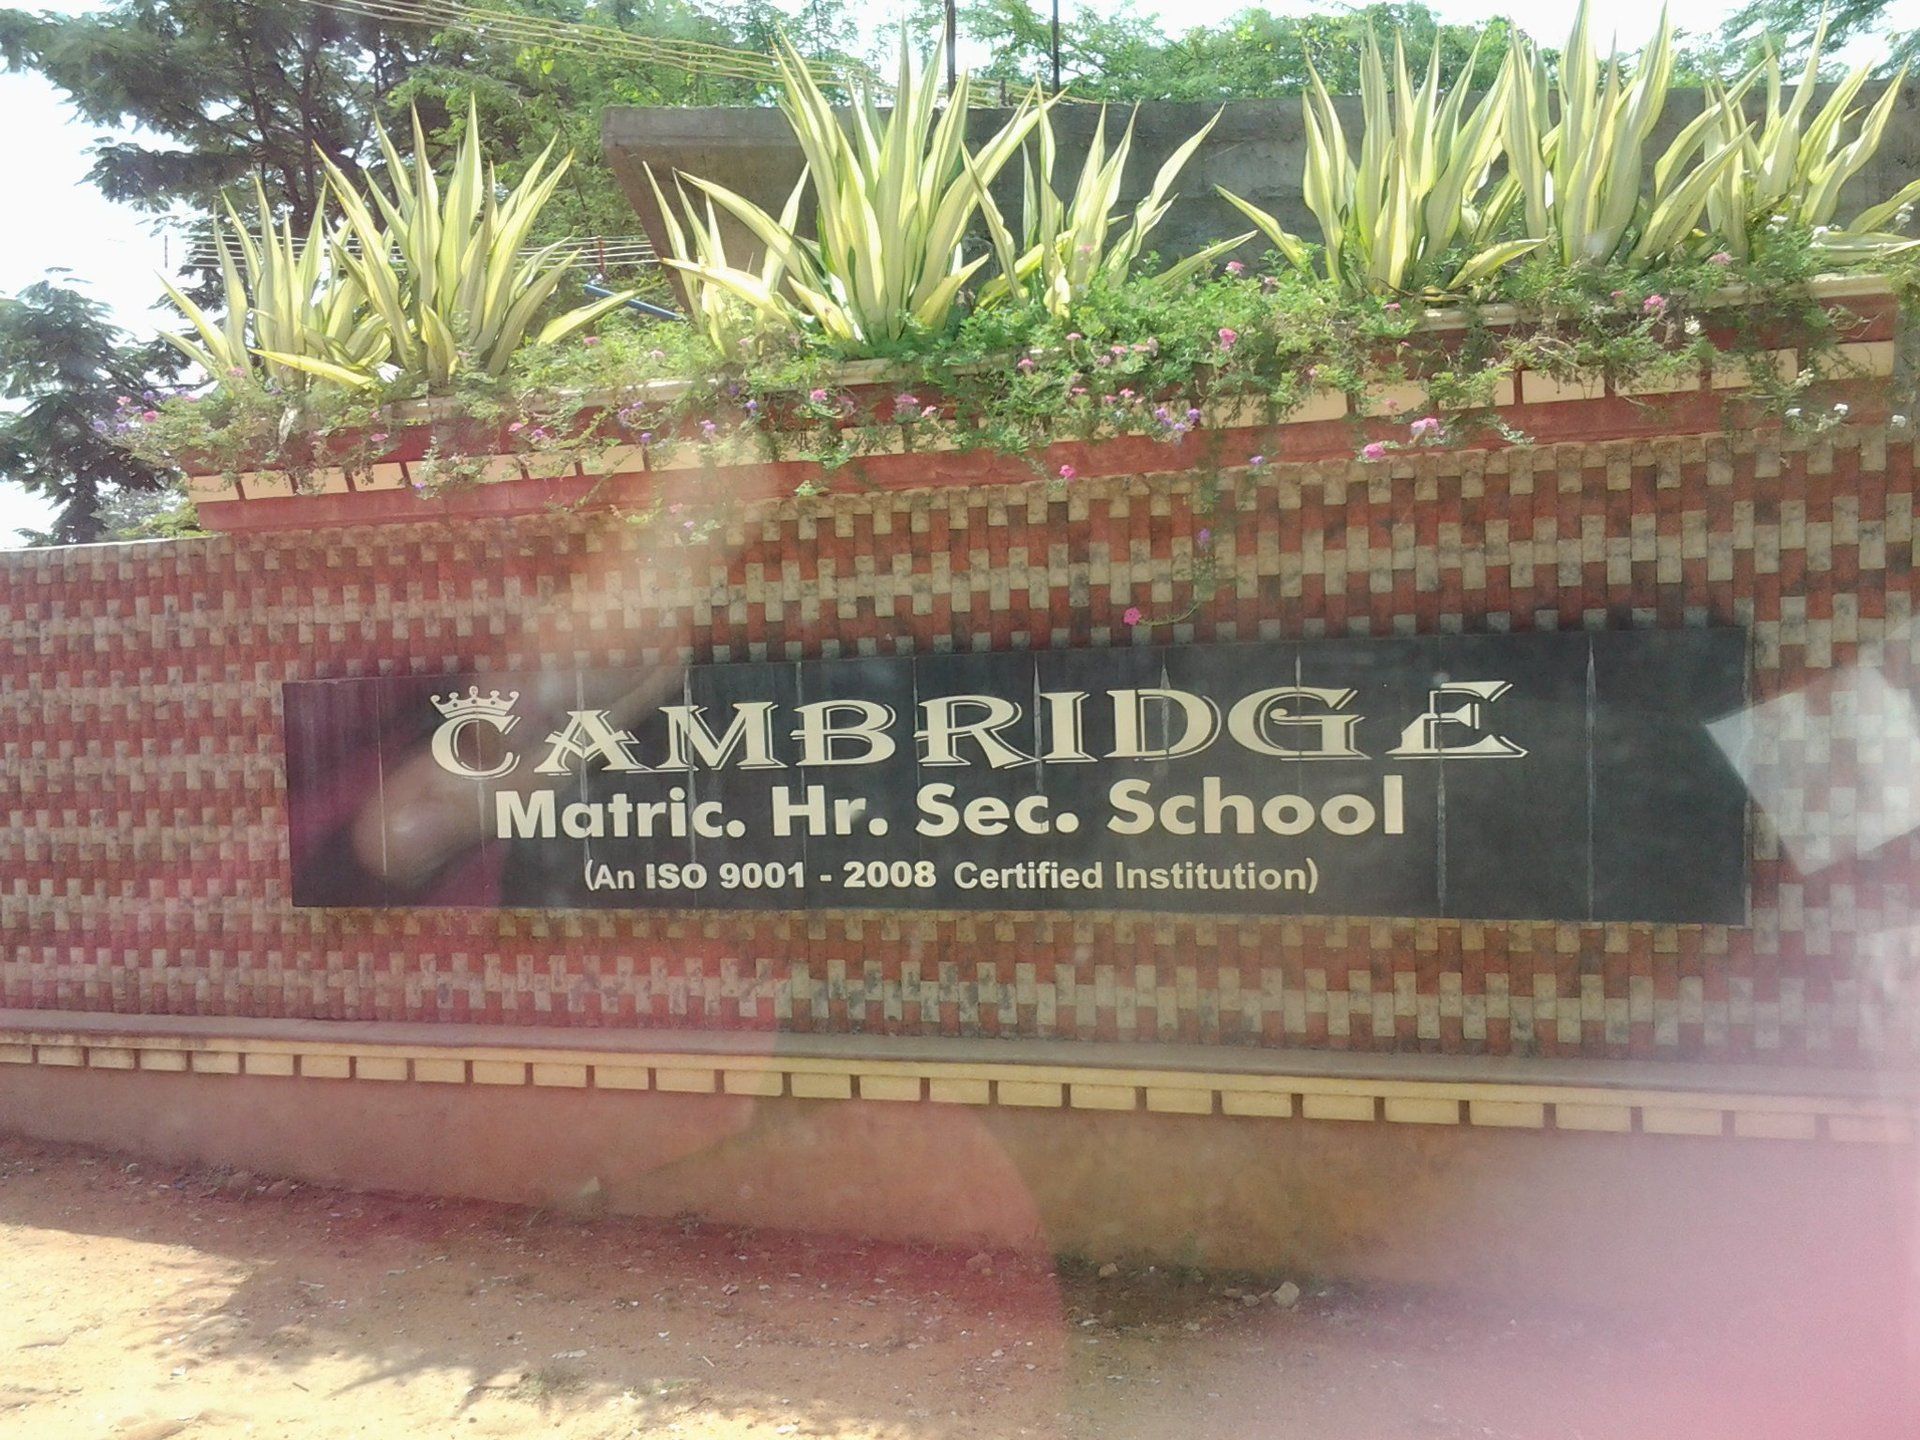 CAMBRIDGE
Matric. Hr. Sec. School
(An ISO 9001 - 2008 Certified Institution)